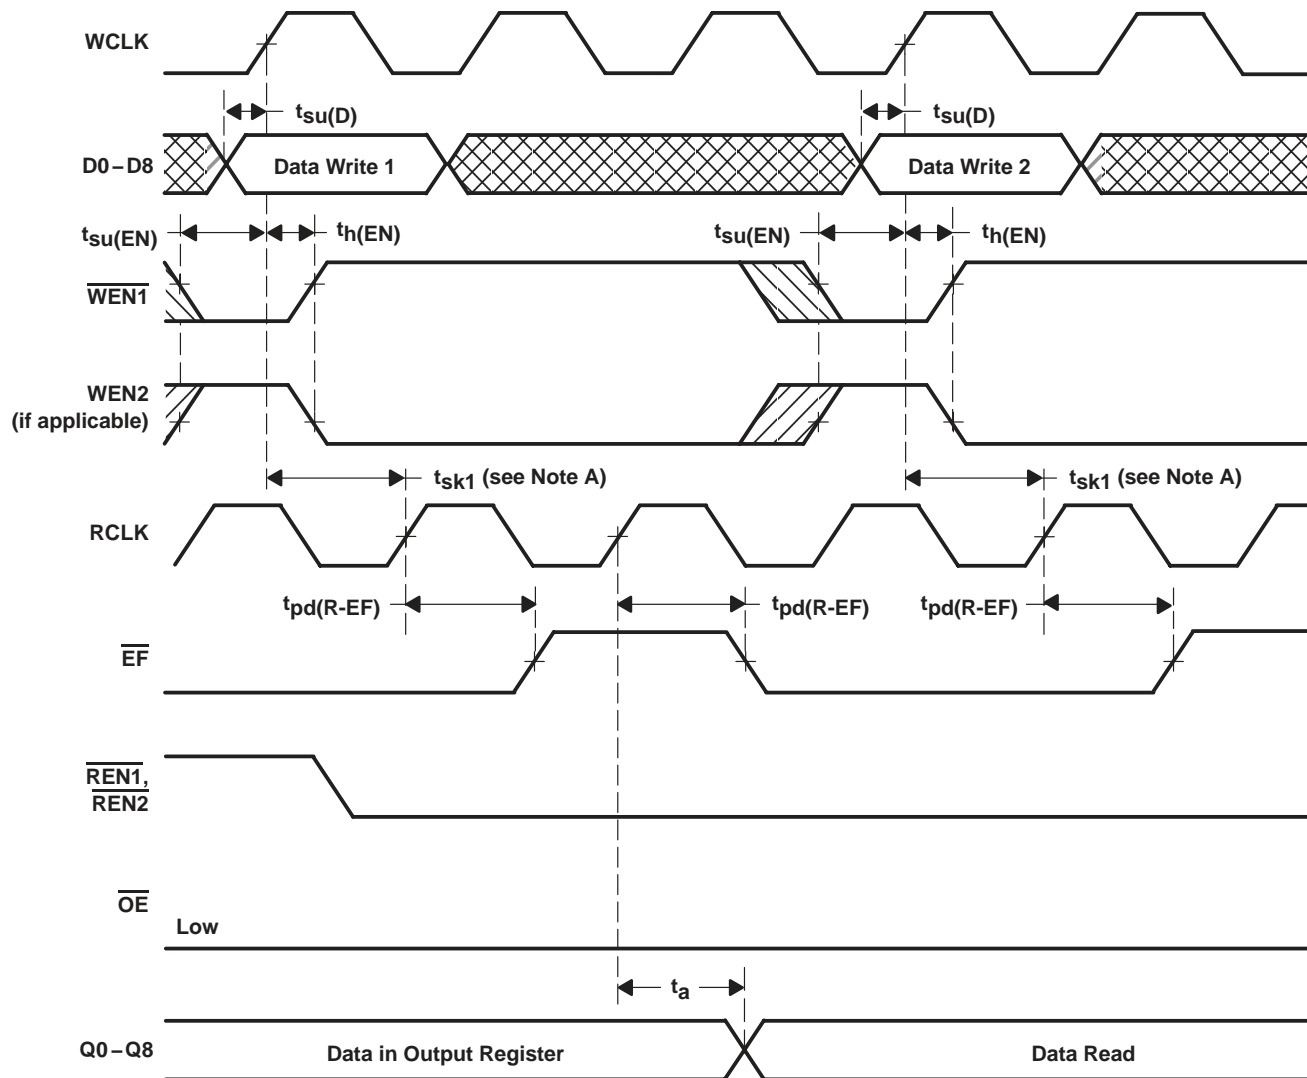 WCLK
tsu(D) tsu(D)
D0–D8 Data Write 1 Data Write 2
tsu(EN) th(EN) tsu(EN) th(EN)
WEN1
WEN2
(if applicable)
tsk1 (see Note A) tsk1 (see Note A)
RCLK
tpd(R-EF) tpd(R-EF) tpd(R-EF)
EF
REN1,
REN2
OE
Low
ta
Q0–Q8 Data in Output Register Data Read